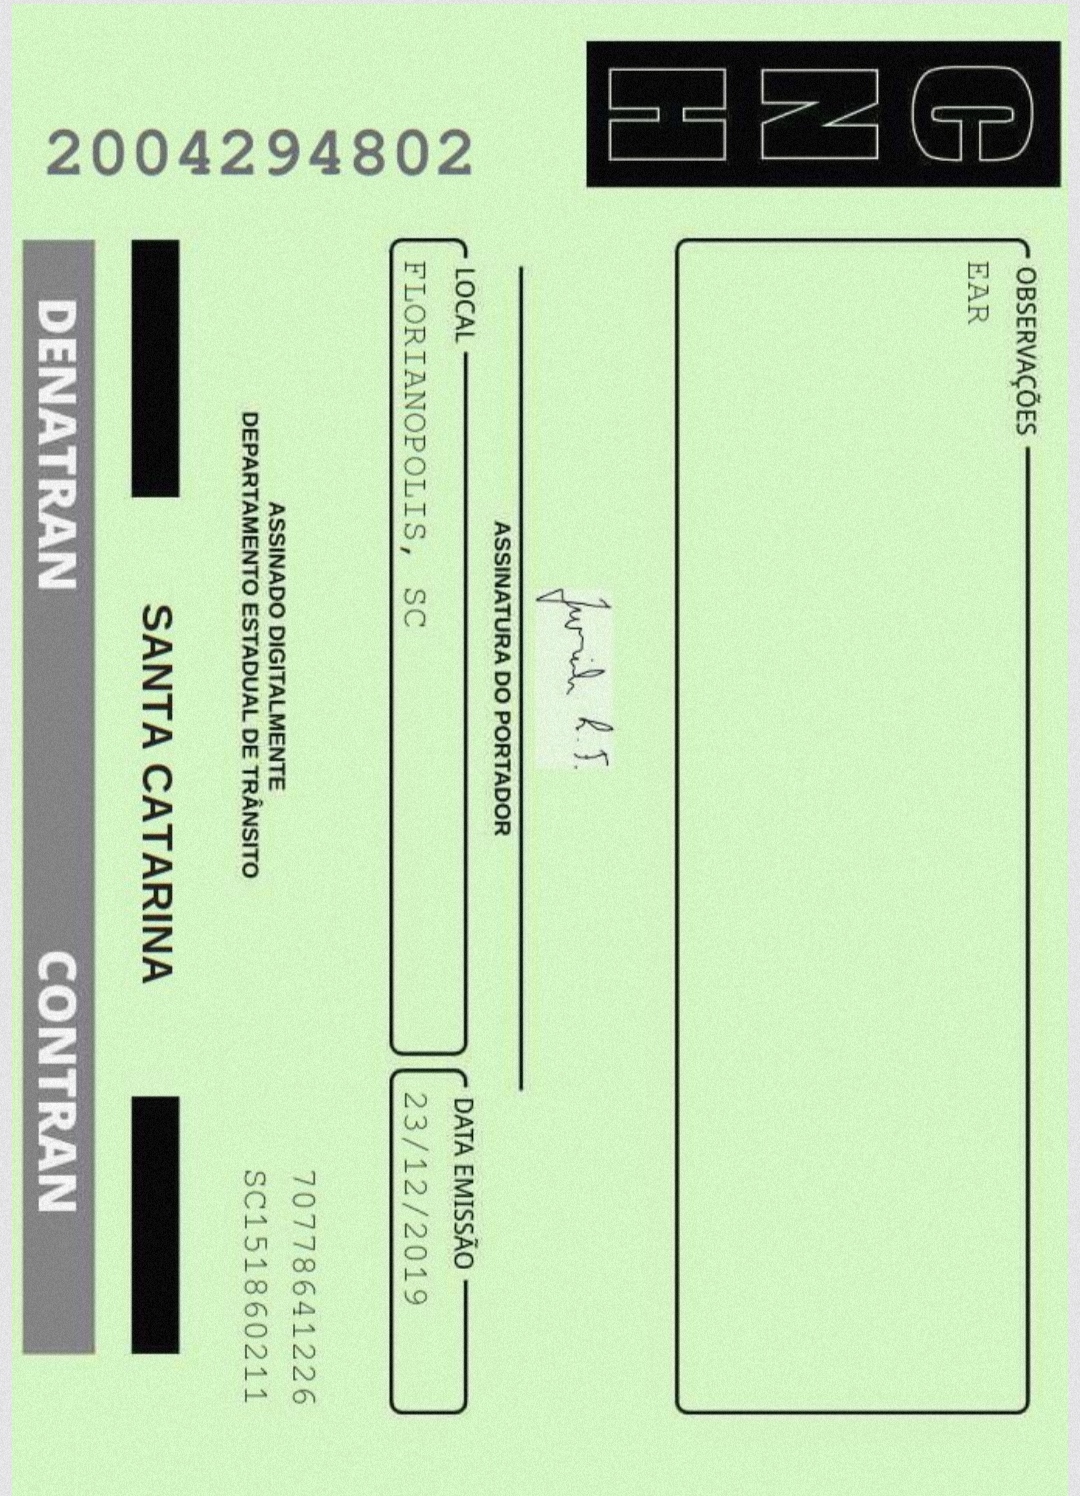 CNH
2004294802
OBSERVAÇÕES
EAR
ASSINATURA DO PORTADOR
LOCAL
FLORIANOPOLIS, SC
DATA EMISSÃO
23/12/2019
70778641226
SC151860211
ASSINADO DIGITALMENTE
DEPARTAMENTO ESTADUAL DE TRÂNSITO
SANTA CATARINA
DENATRAN CONTRAN